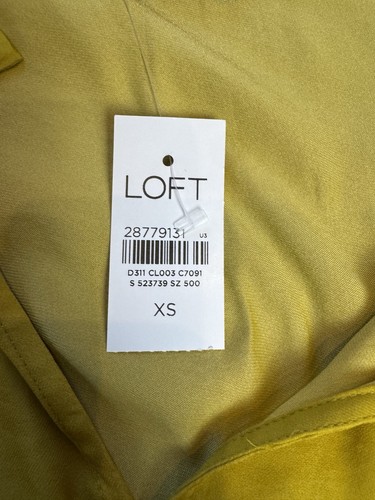 LOFT
28779131 U3
D311 CL003 C7091
S 523739 SZ 500
XS